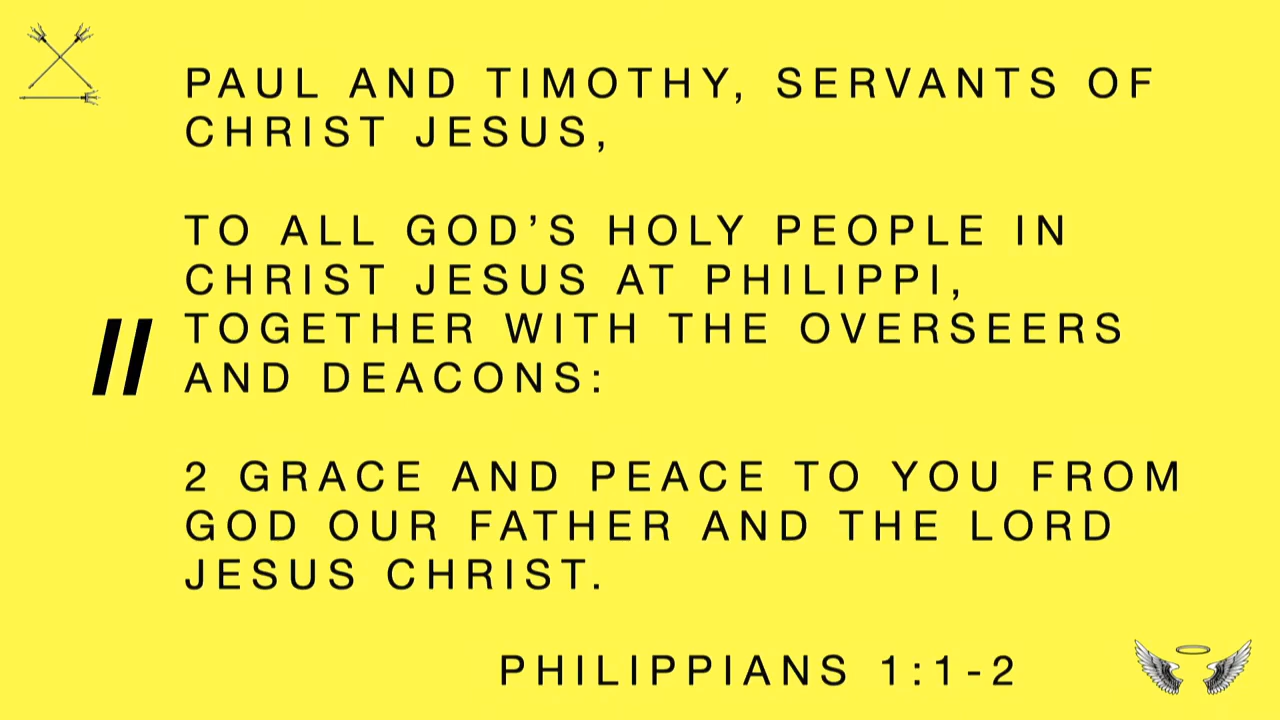 PAUL AND TIMOTHY, SERVANTS OF
CHRIST JESUS,
TO ALL GOD’S HOLY PEOPLE IN
CHRIST JESUS AT PHILIPPI,
// TOGETHER WITH THE OVERSEERS
AND DEACONS:
2 GRACE AND PEACE TO YOU FROM
GOD OUR FATHER AND THE LORD
JESUS CHRIST.
PHILIPPIANS 1:1-2